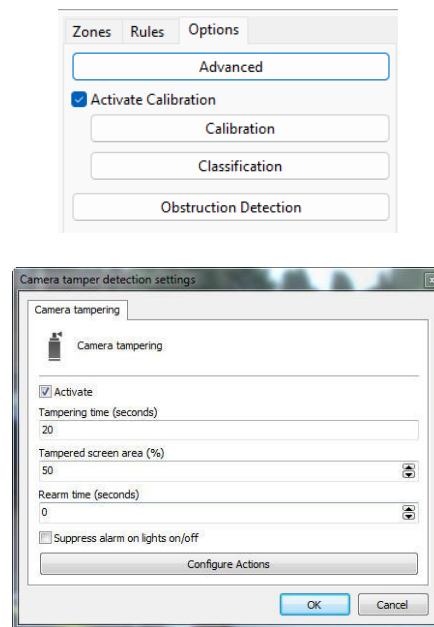 Zones Rules Options
Advanced
Activate Calibration
Calibration
Classification
Obstruction Detection
Camera tamper detection settings
Camera tampering
Camera tampering
Activate
Tampering time (seconds)
20
Tampered screen area (%)
50
Rearm time (seconds)
0
Suppress alarm on lights on/off
Configure Actions
OK Cancel